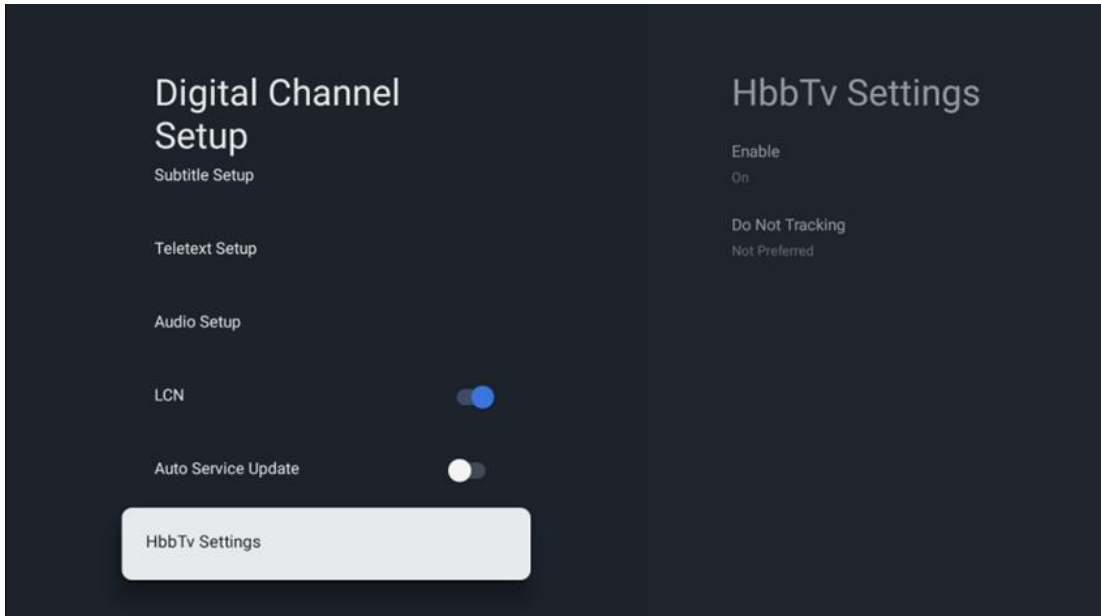 Digital Channel
Setup
Subtitle Setup
Teletext Setup
Audio Setup
LCN
Auto Service Update
HbbTv Settings
HbbTv Settings
Enable
On
Do Not Tracking
Not Preferred